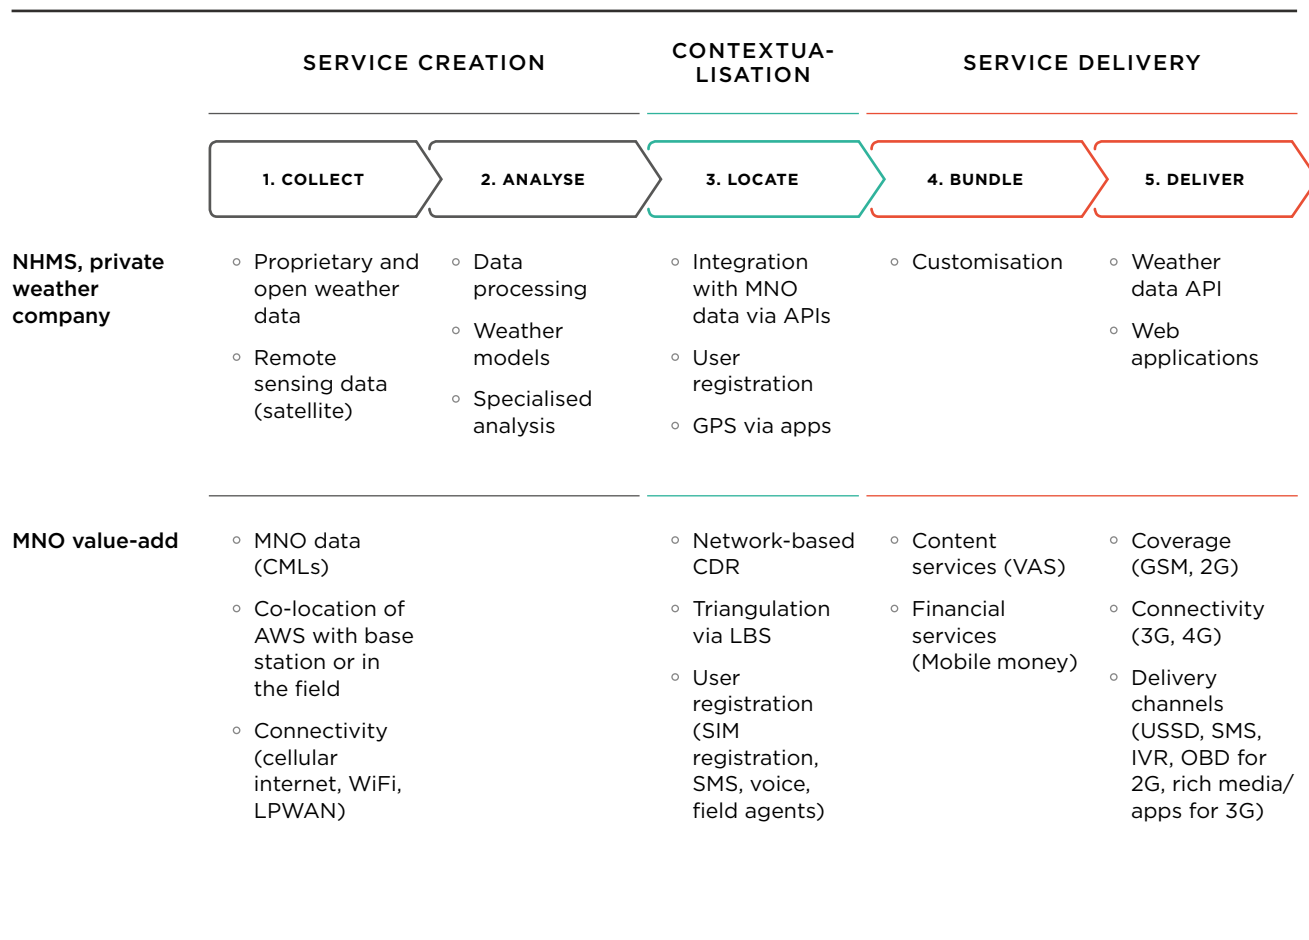 SERVICE CREATION
CONTEXTUA-
LISATION
SERVICE DELIVERY
1. COLLECT
2. ANALYSE
3. LOCATE
4. BUNDLE
5. DELIVER
NHMS, private
weather
company
Proprietary and
open weather
data
Remote
sensing data
(satellite)
Data
processing
Weather
models
Specialised
analysis
Integration
with MNO
data via APIs
User
registration
GPS via apps
Customisation
Weather
data API
Web
applications
MNO value-add
MNO data
(CMLs)
Co-location of
AWS with base
station or in
the field
Connectivity
(cellular
internet, WiFi,
LPWAN)
Network-based
CDR
Triangulation
via LBS
User
registration
(SIM
registration,
SMS, voice,
field agents)
Content
services (VAS)
Financial
services
(Mobile money)
Coverage
(GSM, 2G)
Connectivity
(3G, 4G)
Delivery
channels
(USSD, SMS,
IVR, OBD for
2G, rich media/
apps for 3G)